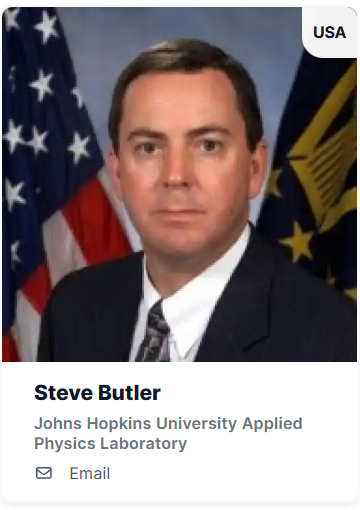 USA
Steve Butler
Johns Hopkins University Applied
Physics Laboratory
Email